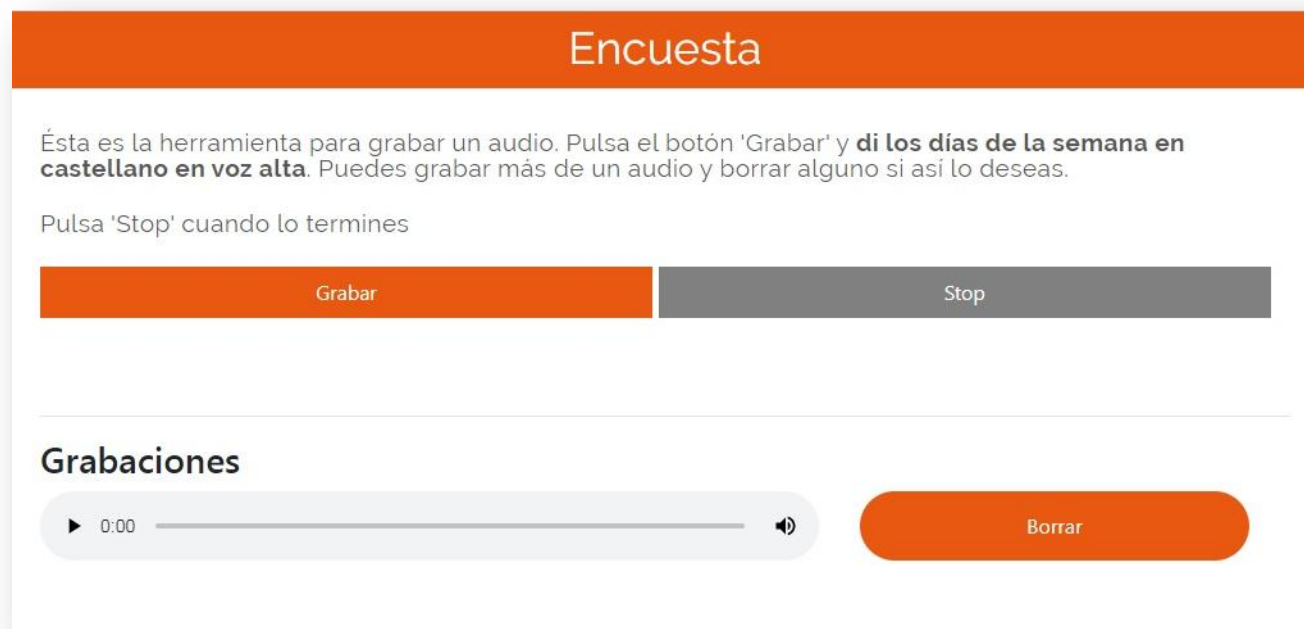 Encuesta
Ésta es la herramienta para grabar un audio. Pulsa el botón 'Grabar' y di los días de la semana en
castellano en voz alta. Puedes grabar más de un audio y borrar alguno si así lo deseas.
Pulsa 'Stop' cuando lo termines
Grabar Stop
Grabaciones
0:00 Borrar